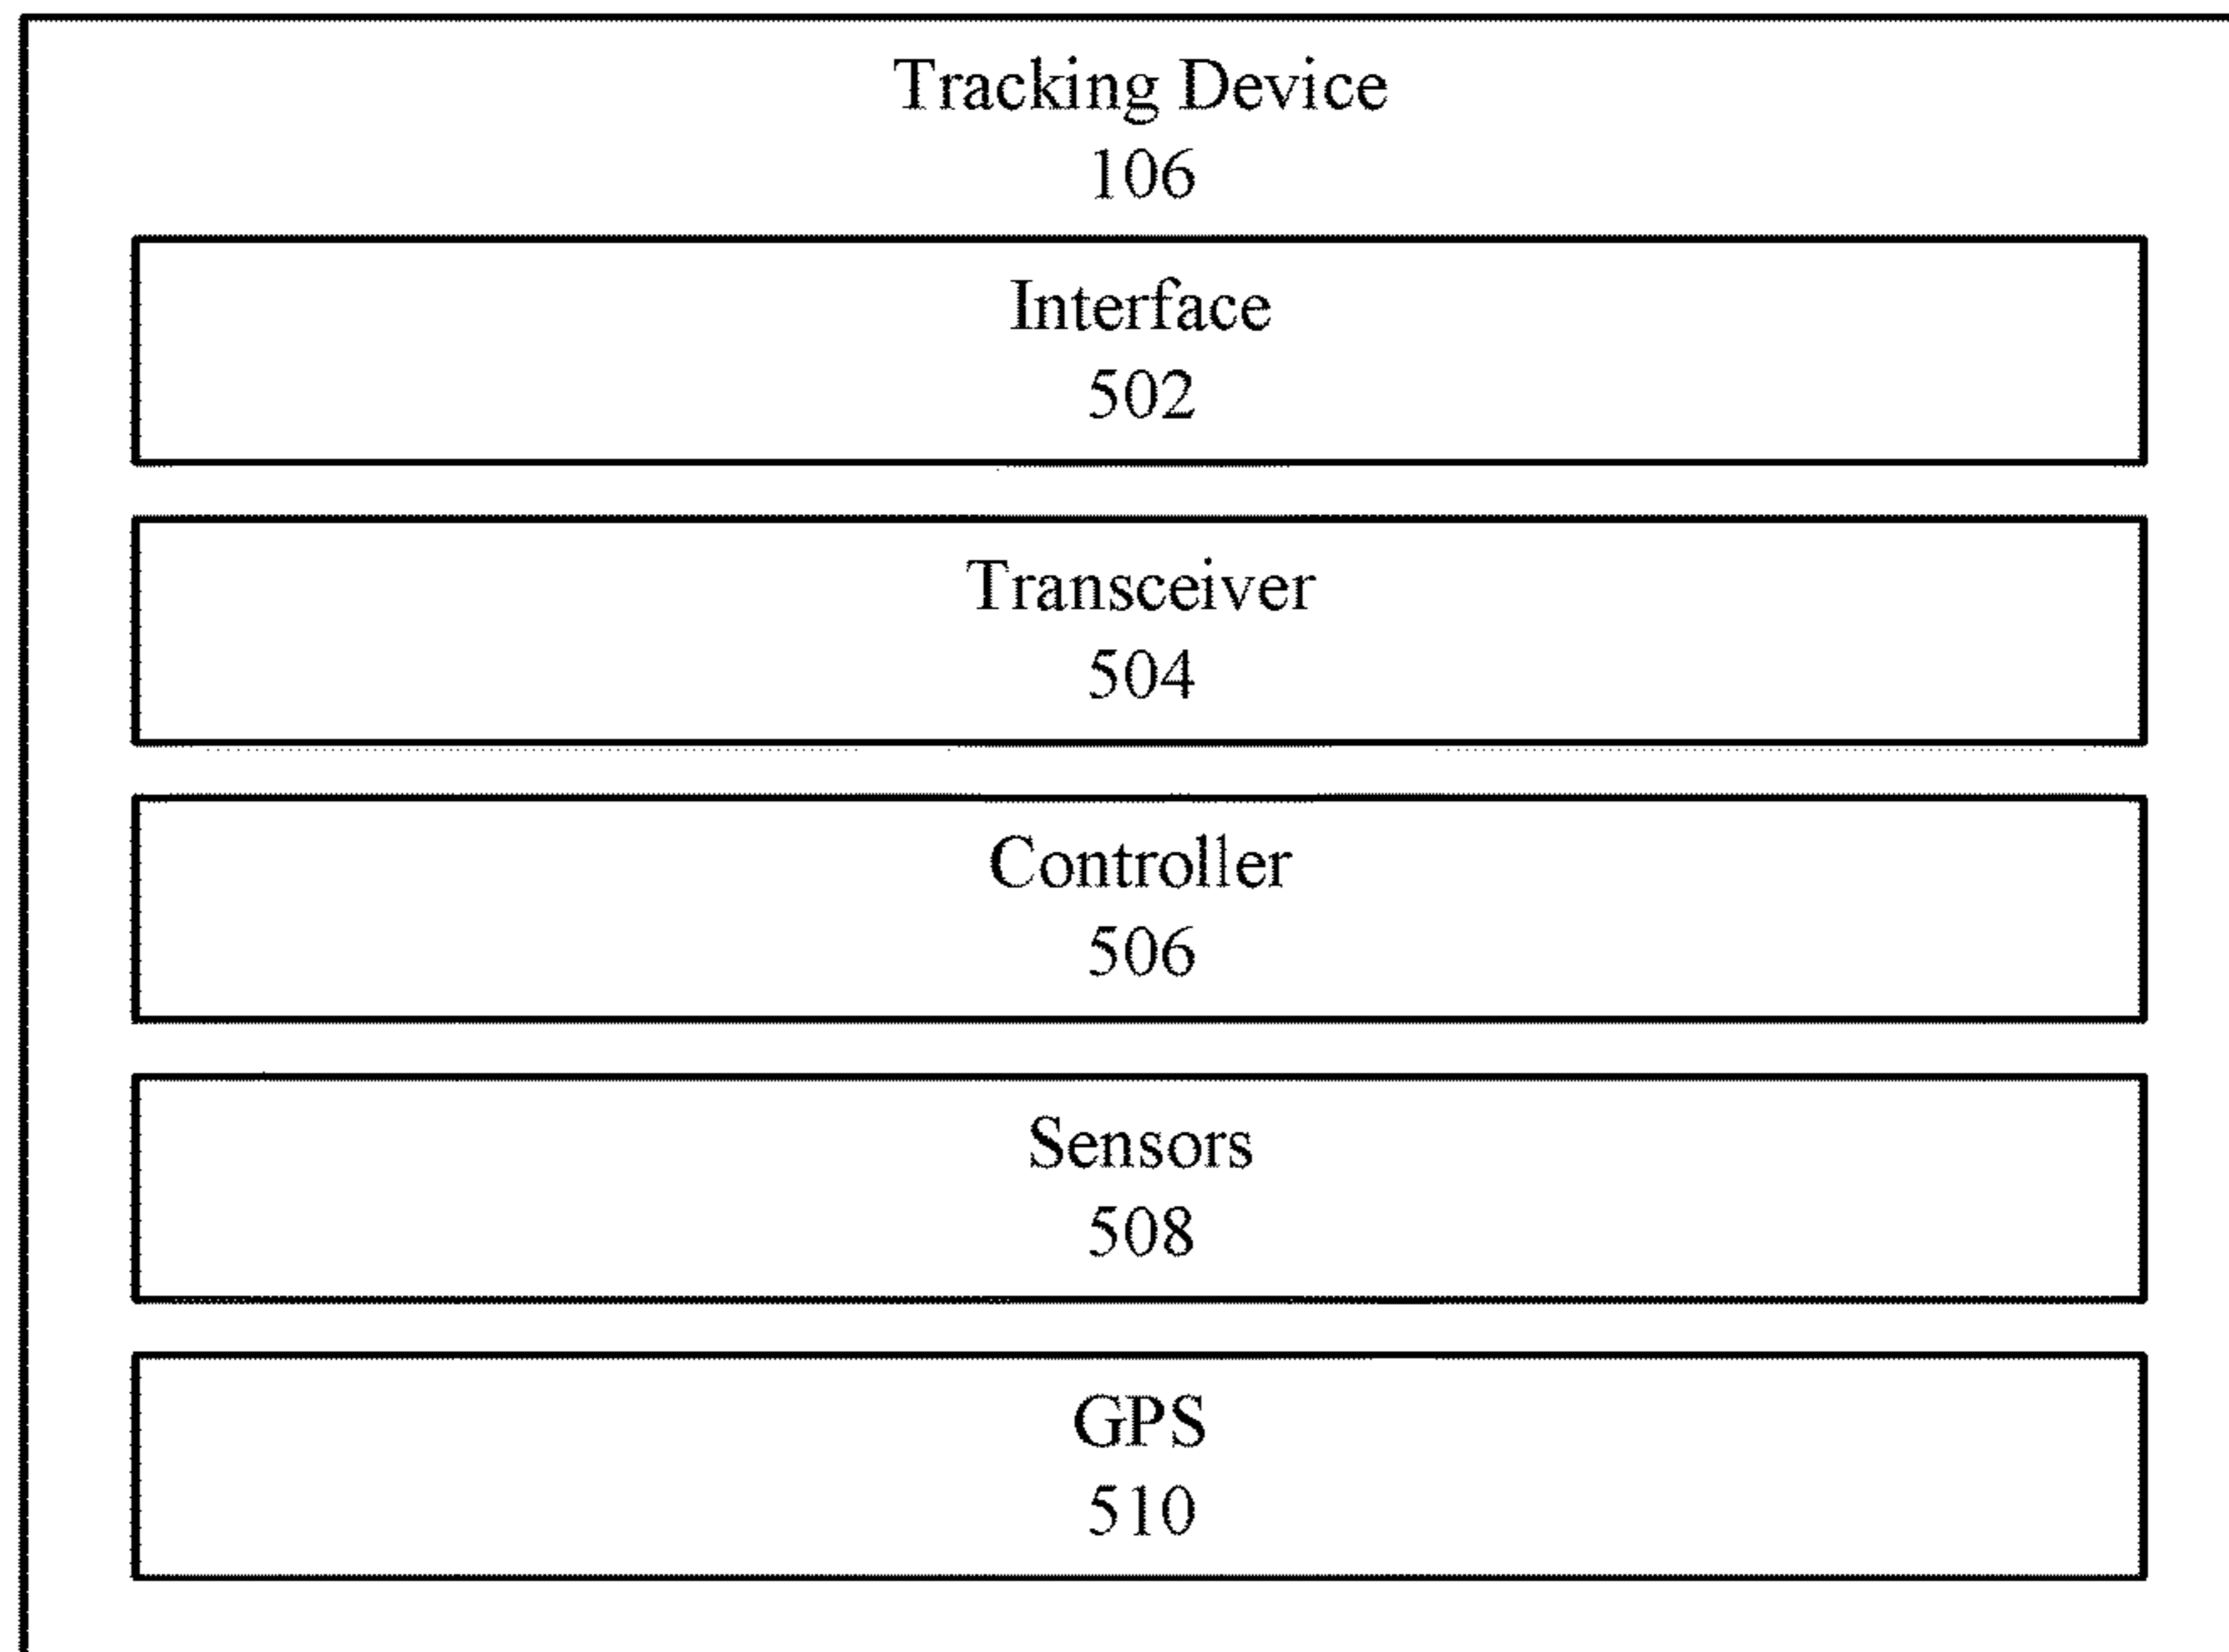 Tracking Device
106
Interface
502
Transceiver
504
Controller
506
Sensors
508
GPS
510